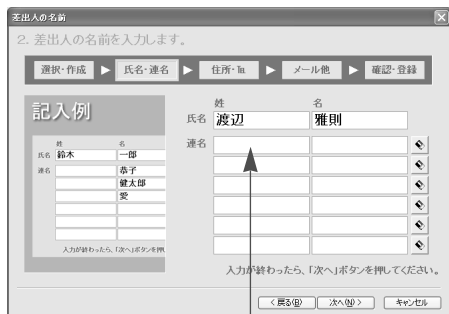 差出人の名前
2. 差出人の名前を入力します。
選択・作成 ▶ 氏名・連名 ▶ 住所・℡ ▶ メール他 ▶ 確認・登録
記入例
姓 名
氏名 鈴木 一郎
連名 恭子
健太郎
愛
入力が終わったら、「次へ」ボタンを押
姓 名
氏名 渡辺 雅則
連名
入力が終わったら、「次へ」ボタンを押してください。
< 戻る(B) 次へ(N) > キャンセル